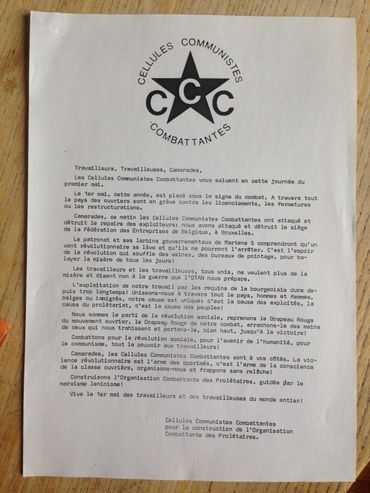 CELLULES COMMUNISTES
CCC
COMBATTANTES
Travailleurs, Travailleuses, Camarades,
Les Cellules Communistes Combattantes vous saluent en cette journée du
premier mai.
Le 1er mai, cette année, est placé sous le signe du combat. A travers tout
le pays des ouvriers sont en grève contre les licenciements, les fermetures
ou les restructurations.
Camarades, ce matin les Cellules Communistes Combattantes ont attaqué et
détruit le repaire des exploiteurs: nous avons attaqué et détruit le siège
de la Fédération des Entreprises de Belgique, à Bruxelles.
Le patronat et ses larbins gouvernementaux de Martens 5 comprendront qu'un
vent révolutionnaire se lève et qu'ils ne pourront l'arrêter. C'est l'espoir
de la révolution qui souffle des usines, des bureaux de pointage, pour ba-
layer la misère de tous les jours!
Les travailleurs et les travailleuses, tous unis, ne veulent plus de la
misère et disent non à la guerre que l'OTAN nous prépare.
L'exploitation de notre travail par les requins de la bourgeoisie dure de-
puis trop longtemps! Unissons-nous à travers tout le pays, hommes et femmes,
belges ou immigrés, notre cause est unique: c'est la cause des exploités, la
cause du prolétariat, c'est la cause des peuples!
Nous sommes le parti de la révolution sociale, reprenons le Drapeau Rouge
du mouvement ouvrier, le Drapeau Rouge de notre combat, arrachons-le des mains
de ceux qui nous trahissent et portons-le, bien haut, jusqu'à la victoire!
Combattons pour la révolution sociale, pour l'avenir de l'humanité, pour
le communisme, tout le pouvoir aux travailleurs!
Camarades, les Cellules Communistes Combattantes sont à vos côtés. La vio-
lence révolutionnaire est l'arme des opprimés, c'est l'arme de la conscience
de la classe ouvrière, organisons-nous et frappons sans relâche!
Construisons l'Organisation Combattante des Prolétaires, guidés par le
marxisme léninisme!
Vive le 1er mai des travailleurs et des travailleuses du monde entier!
Cellules Communistes Combattantes
pour la construction de l'Organisation
Combattante des Prolétaires.